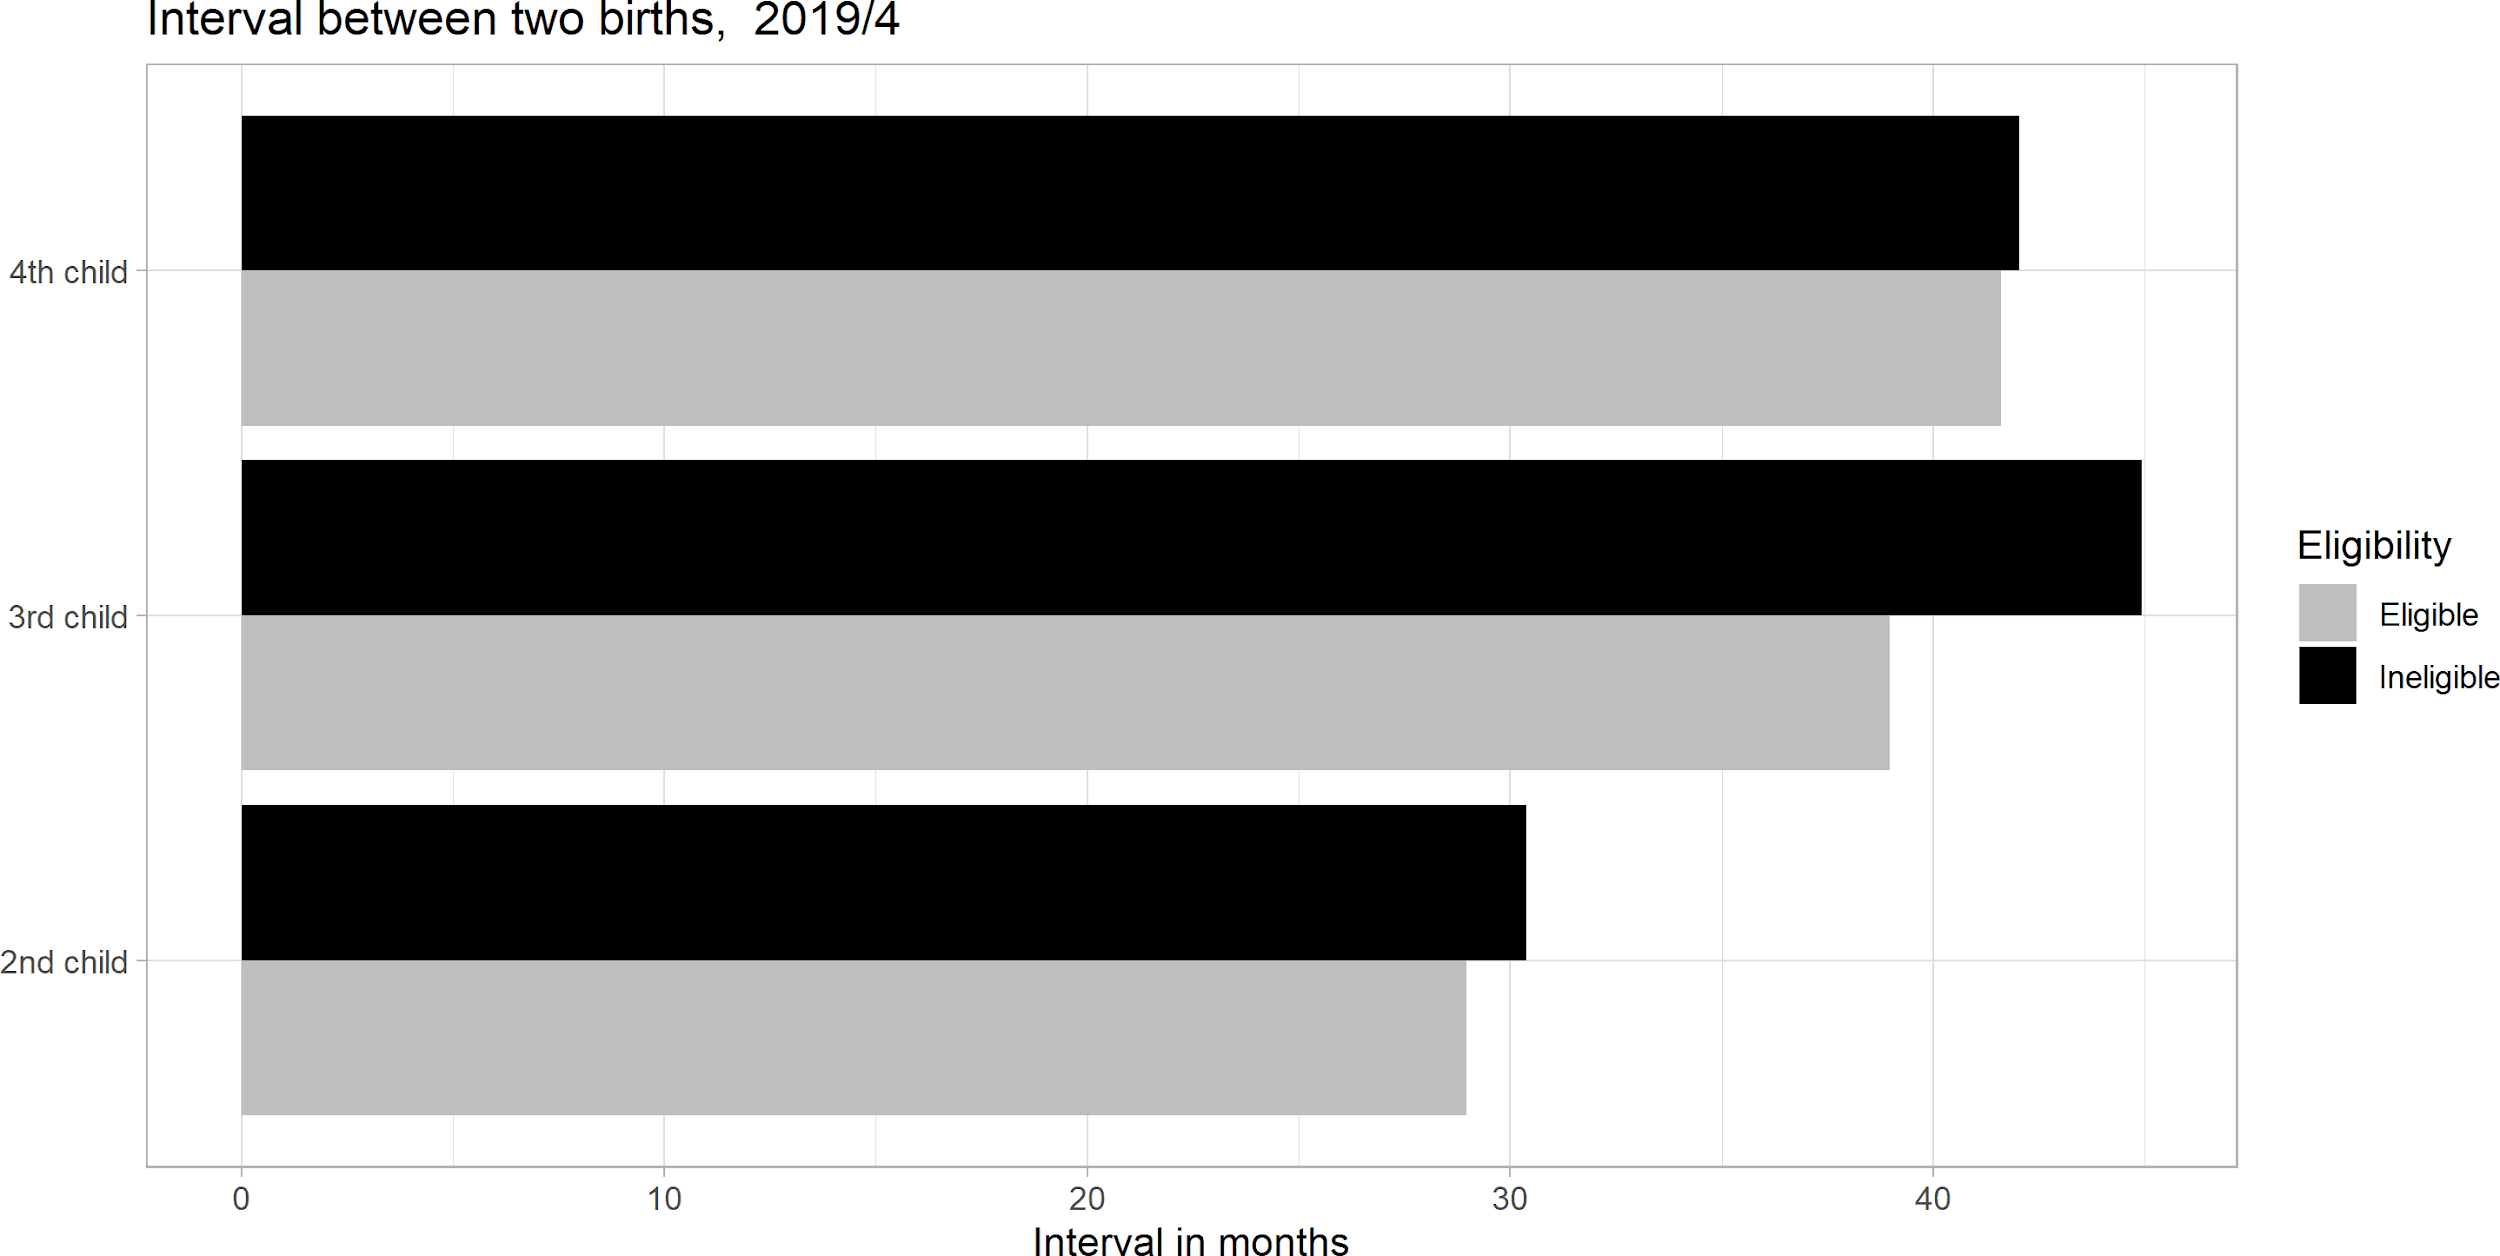 Interval between two births,  2019/4
4th child
3rd child
2nd child
0 10 20 30 40
Interval in months
Eligibility
Eligible
Ineligible